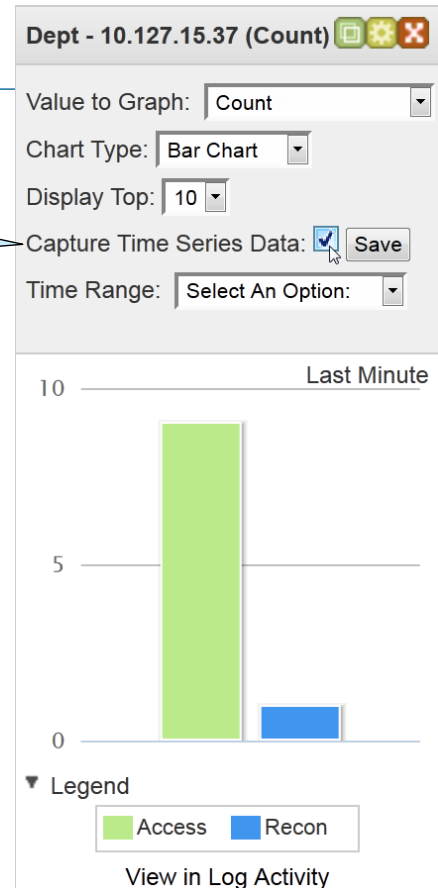 Dept - 10.127.15.37 (Count)
Value to Graph: Count
Chart Type: Bar Chart
Display Top: 10
Capture Time Series Data: Save
Time Range: Select An Option:
Last Minute
10
5
0
Legend
Access Recon
View in Log Activity